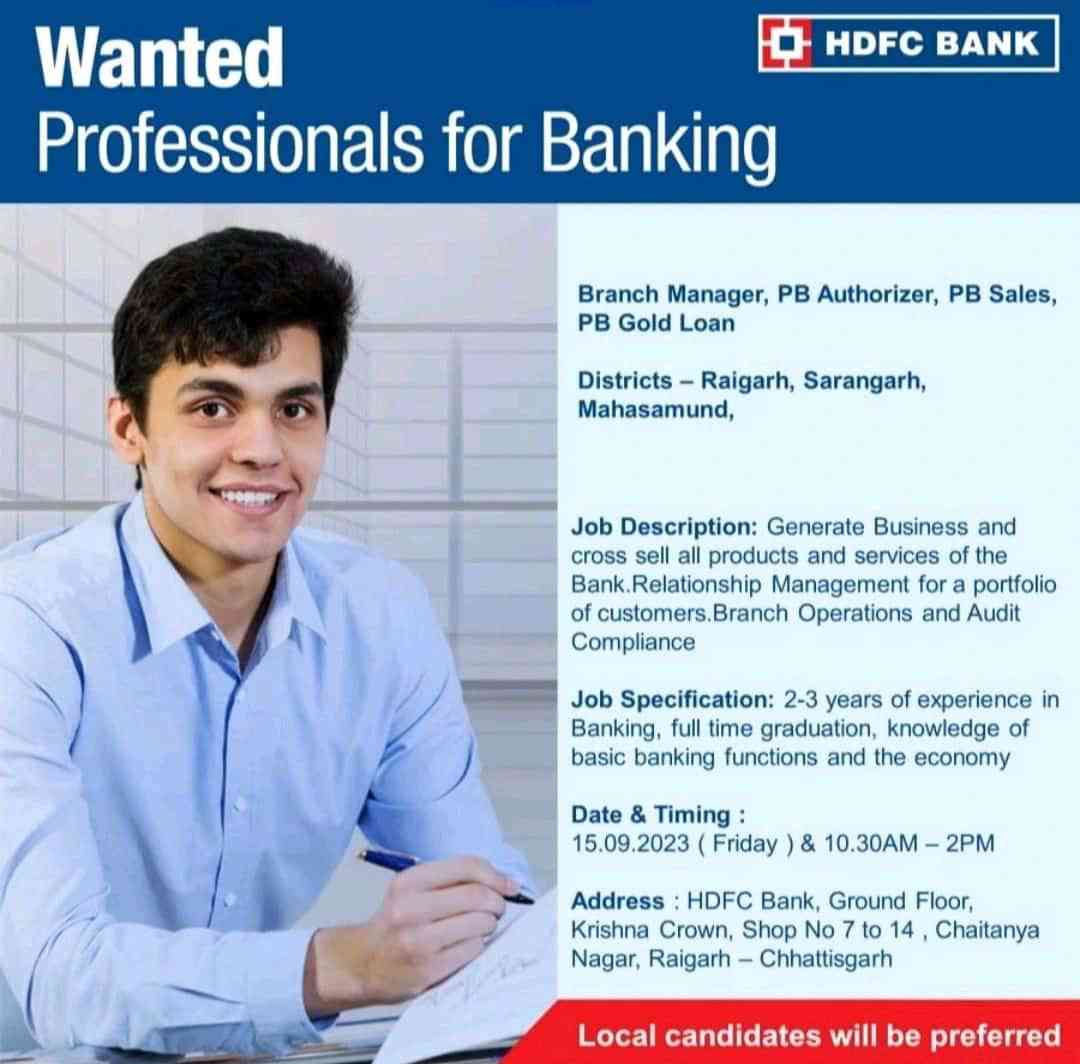 Wanted
Professionals for Banking
HDFC BANK
Branch Manager, PB Authorizer, PB Sales,
PB Gold Loan
Districts – Raigarh, Sarangarh,
Mahasamund,
Job Description: Generate Business and
cross sell all products and services of the
Bank.Relationship Management for a portfolio
of customers.Branch Operations and Audit
Compliance
Job Specification: 2-3 years of experience in
Banking, full time graduation, knowledge of
basic banking functions and the economy
Date & Timing :
15.09.2023 ( Friday ) & 10.30AM – 2PM
Address : HDFC Bank, Ground Floor,
Krishna Crown, Shop No 7 to 14 , Chaitanya
Nagar, Raigarh – Chhattisgarh
Local candidates will be preferred